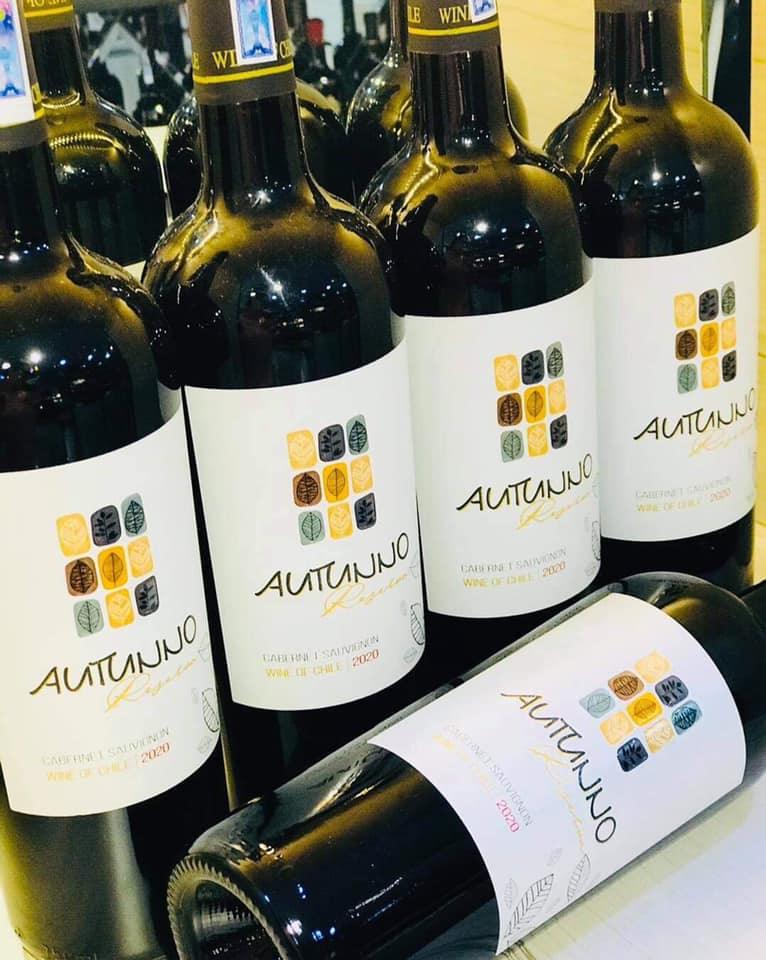 WINE
CHILE
WINE
AUTUNNO
Reserva
CABERNET SAUVIGNON
WINE OF CHILE | 2020
AUTUNNO
Reserva
CABERNET SAUVIGNON
WINE OF CHILE | 2020
AUTUNNO
Reserva
CABERNET SAUVIGNON
WINE OF CHILE | 2020
AUTUNNO
Reserva
CABERNET SAUVIGNON
WINE OF CHILE | 2020
AUTUNNO
Reserva
CABERNET SAUVIGNON
WINE OF CHILE | 2020